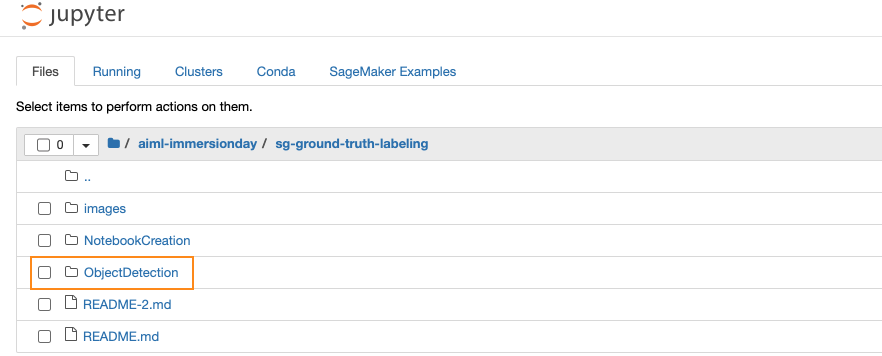 jupyter
Files Running Clusters Conda SageMaker Examples
Select items to perform actions on them.
0 / aiml-immersionday / sg-ground-truth-labeling
..
images
NotebookCreation
ObjectDetection
README-2.md
README.md